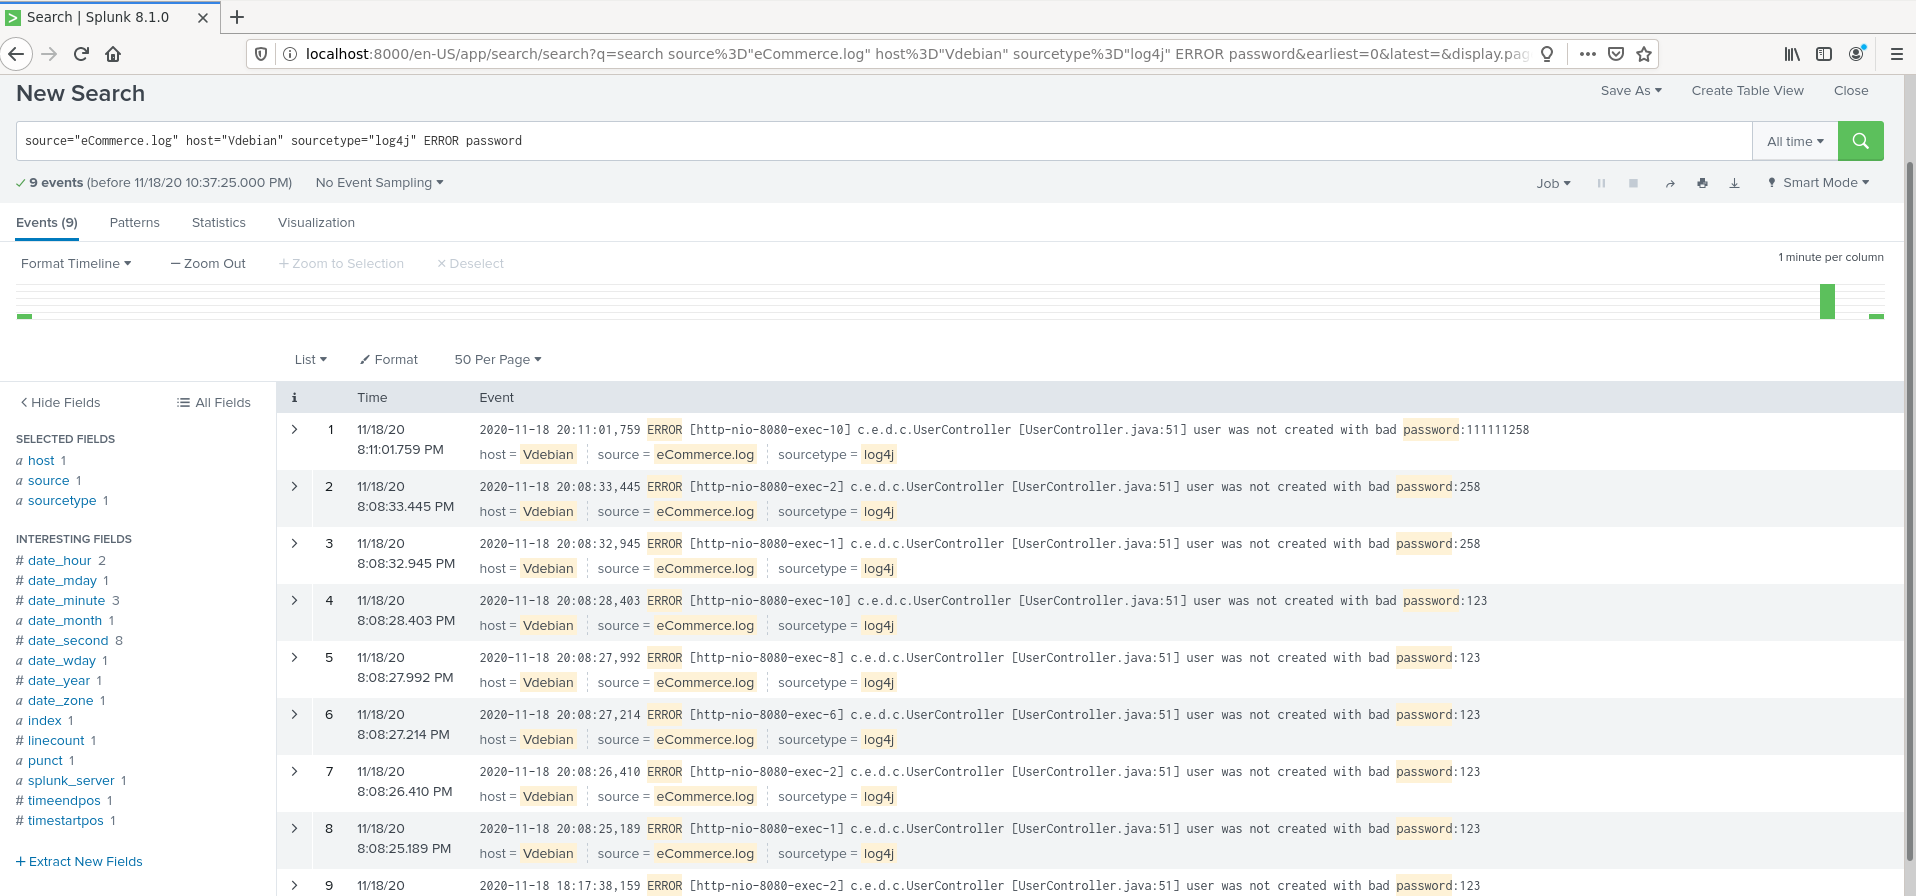 Search | Splunk 8.1.0
localhost:8000/en-US/app/search/search?q=search source%3D"eCommerce.log" host%3D"Vdebian" sourcetype%3D"log4j" ERROR password&earliest=0&latest=&display.pag
New Search
Save As Create Table View Close
source="eCommerce.log" host="Vdebian" sourcetype="log4j" ERROR password
All time
9 events (before 11/18/20 10:37:25.000 PM) No Event Sampling
Job Smart Mode
Events (9) Patterns Statistics Visualization
Format Timeline — Zoom Out + Zoom to Selection × Deselect
1 minute per column
List Format 50 Per Page
Hide Fields All Fields
SELECTED FIELDS
a host 1
a source 1
a sourcetype 1
INTERESTING FIELDS
# date_hour 2
# date_mday 1
# date_minute 3
a date_month 1
# date_second 8
a date_wday 1
# date_year 1
a date_zone 1
a index 1
# linecount 1
a punct 1
a splunk_server 1
# timeendpos 1
# timestartpos 1
+ Extract New Fields
i Time Event
1 11/18/20 2020-11-18 20:11:01,759 ERROR [http-nio-8080-exec-10] c.e.d.c.UserController [UserController.java:51] user was not created with bad password:111111258
8:11:01.759 PM host = Vdebian source = eCommerce.log sourcetype = log4j
2 11/18/20 2020-11-18 20:08:33,445 ERROR [http-nio-8080-exec-2] c.e.d.c.UserController [UserController.java:51] user was not created with bad password:258
8:08:33.445 PM host = Vdebian source = eCommerce.log sourcetype = log4j
3 11/18/20 2020-11-18 20:08:32,945 ERROR [http-nio-8080-exec-1] c.e.d.c.UserController [UserController.java:51] user was not created with bad password:258
8:08:32.945 PM host = Vdebian source = eCommerce.log sourcetype = log4j
4 11/18/20 2020-11-18 20:08:28,403 ERROR [http-nio-8080-exec-10] c.e.d.c.UserController [UserController.java:51] user was not created with bad password:123
8:08:28.403 PM host = Vdebian source = eCommerce.log sourcetype = log4j
5 11/18/20 2020-11-18 20:08:27,992 ERROR [http-nio-8080-exec-8] c.e.d.c.UserController [UserController.java:51] user was not created with bad password:123
8:08:27.992 PM host = Vdebian source = eCommerce.log sourcetype = log4j
6 11/18/20 2020-11-18 20:08:27,214 ERROR [http-nio-8080-exec-6] c.e.d.c.UserController [UserController.java:51] user was not created with bad password:123
8:08:27.214 PM host = Vdebian source = eCommerce.log sourcetype = log4j
7 11/18/20 2020-11-18 20:08:26,410 ERROR [http-nio-8080-exec-2] c.e.d.c.UserController [UserController.java:51] user was not created with bad password:123
8:08:26.410 PM host = Vdebian source = eCommerce.log sourcetype = log4j
8 11/18/20 2020-11-18 20:08:25,189 ERROR [http-nio-8080-exec-1] c.e.d.c.UserController [UserController.java:51] user was not created with bad password:123
8:08:25.189 PM host = Vdebian source = eCommerce.log sourcetype = log4j
9 11/18/20 2020-11-18 18:17:38,159 ERROR [http-nio-8080-exec-2] c.e.d.c.UserController [UserController.java:51] user was not created with bad password:123